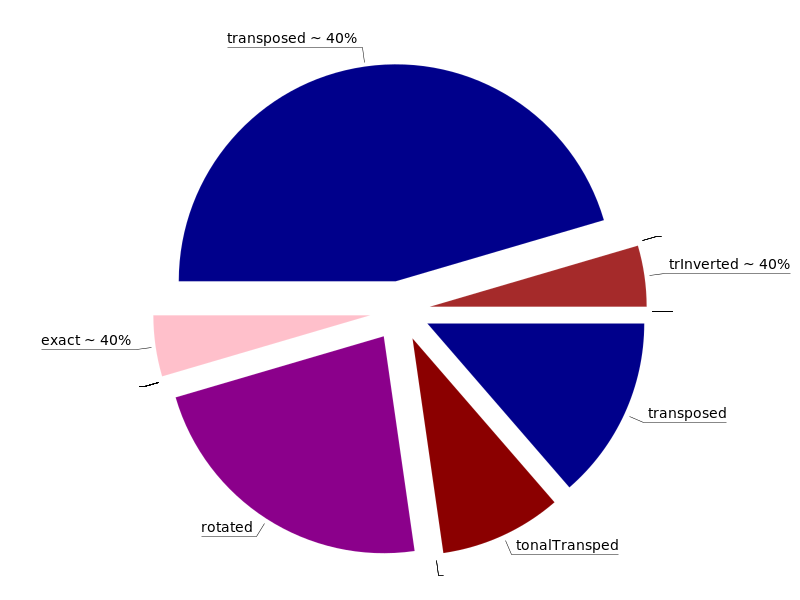 transposed ~ 40%
trInverted ~ 40%
exact ~ 40%
transposed
rotated
tonalTransped